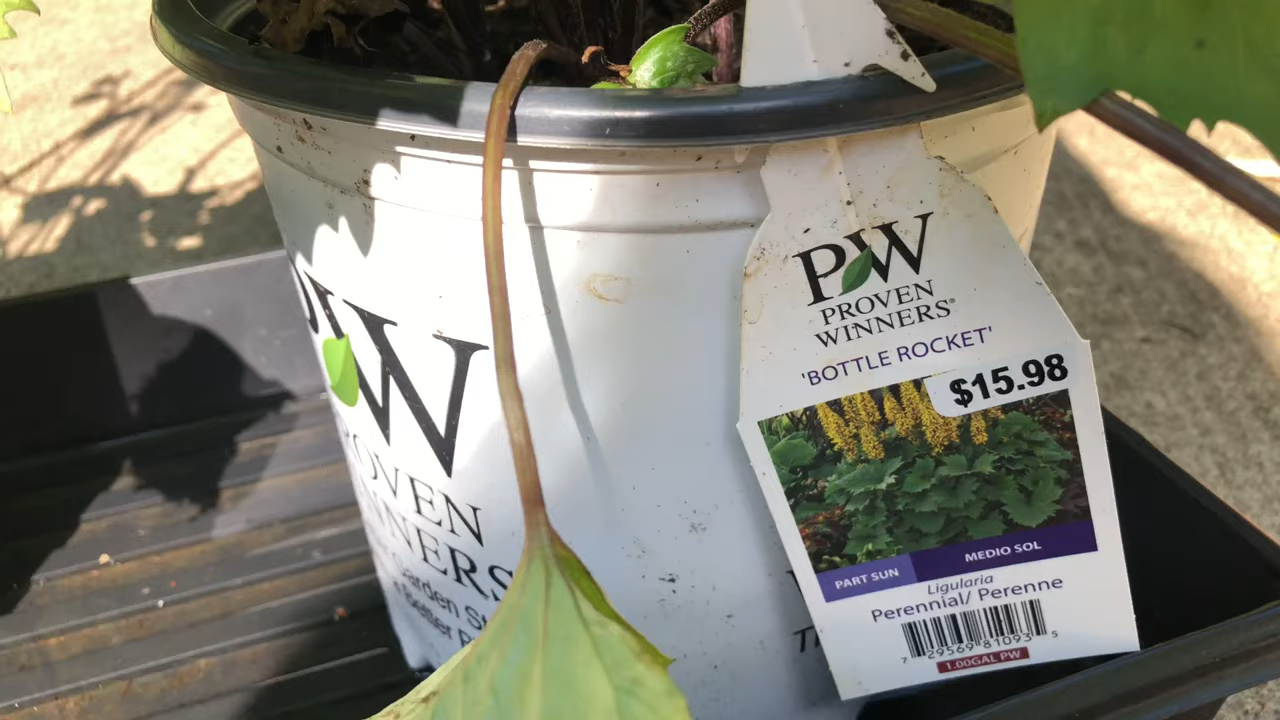 PW
PROVEN
WINNERS®
'BOTTLE ROCKET'
$15.98
PART SUN
MEDIO SOL
Ligularia
Perennial/ Perenne
7 29569 81093 5
1.00GAL PW
PW
PROVEN
WINNERS